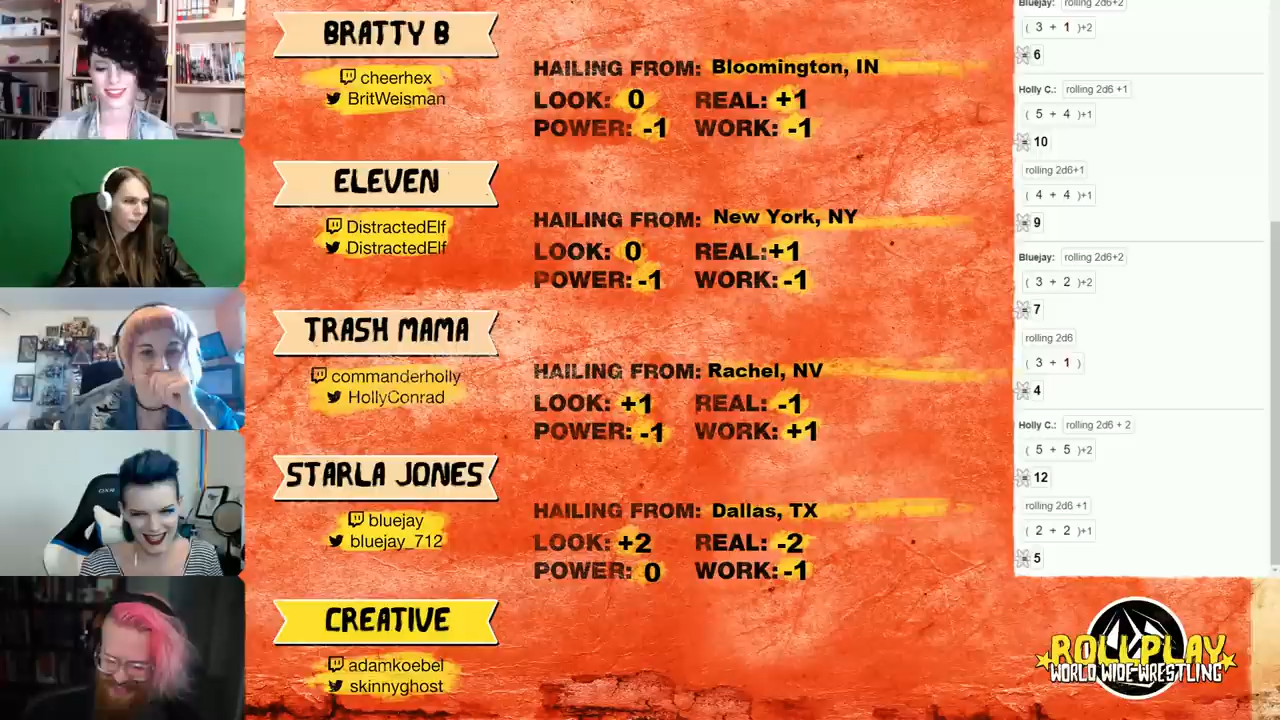 BRATTY B
cheerhex
BritWeisman
HAILING FROM: Bloomington, IN
LOOK: 0 REAL: +1
POWER: -1 WORK: -1
ELEVEN
DistractedElf
DistractedElf
HAILING FROM: New York, NY
LOOK: 0 REAL: +1
POWER: -1 WORK: -1
TRASH MAMA
commanderholly
HollyConrad
HAILING FROM: Rachel, NV
LOOK: +1 REAL: -1
POWER: -1 WORK: +1
STARLA JONES
bluejay
bluejay_712
HAILING FROM: Dallas, TX
LOOK: +2 REAL: -2
POWER: 0 WORK: -1
CREATIVE
adamkoebel
skinnyghost
Bluejay: rolling 2d6+2
( 3 + 1 )+2
= 6
Holly C.: rolling 2d6 +1
( 5 + 4 )+1
= 10
rolling 2d6+1
( 4 + 4 )+1
= 9
Bluejay: rolling 2d6+2
( 3 + 2 )+2
= 7
rolling 2d6
( 3 + 1 )
= 4
Holly C.: rolling 2d6 + 2
( 5 + 5 )+2
= 12
rolling 2d6 +1
( 2 + 2 )+1
= 5
ROLLPLAY
WORLD WIDE WRESTLING